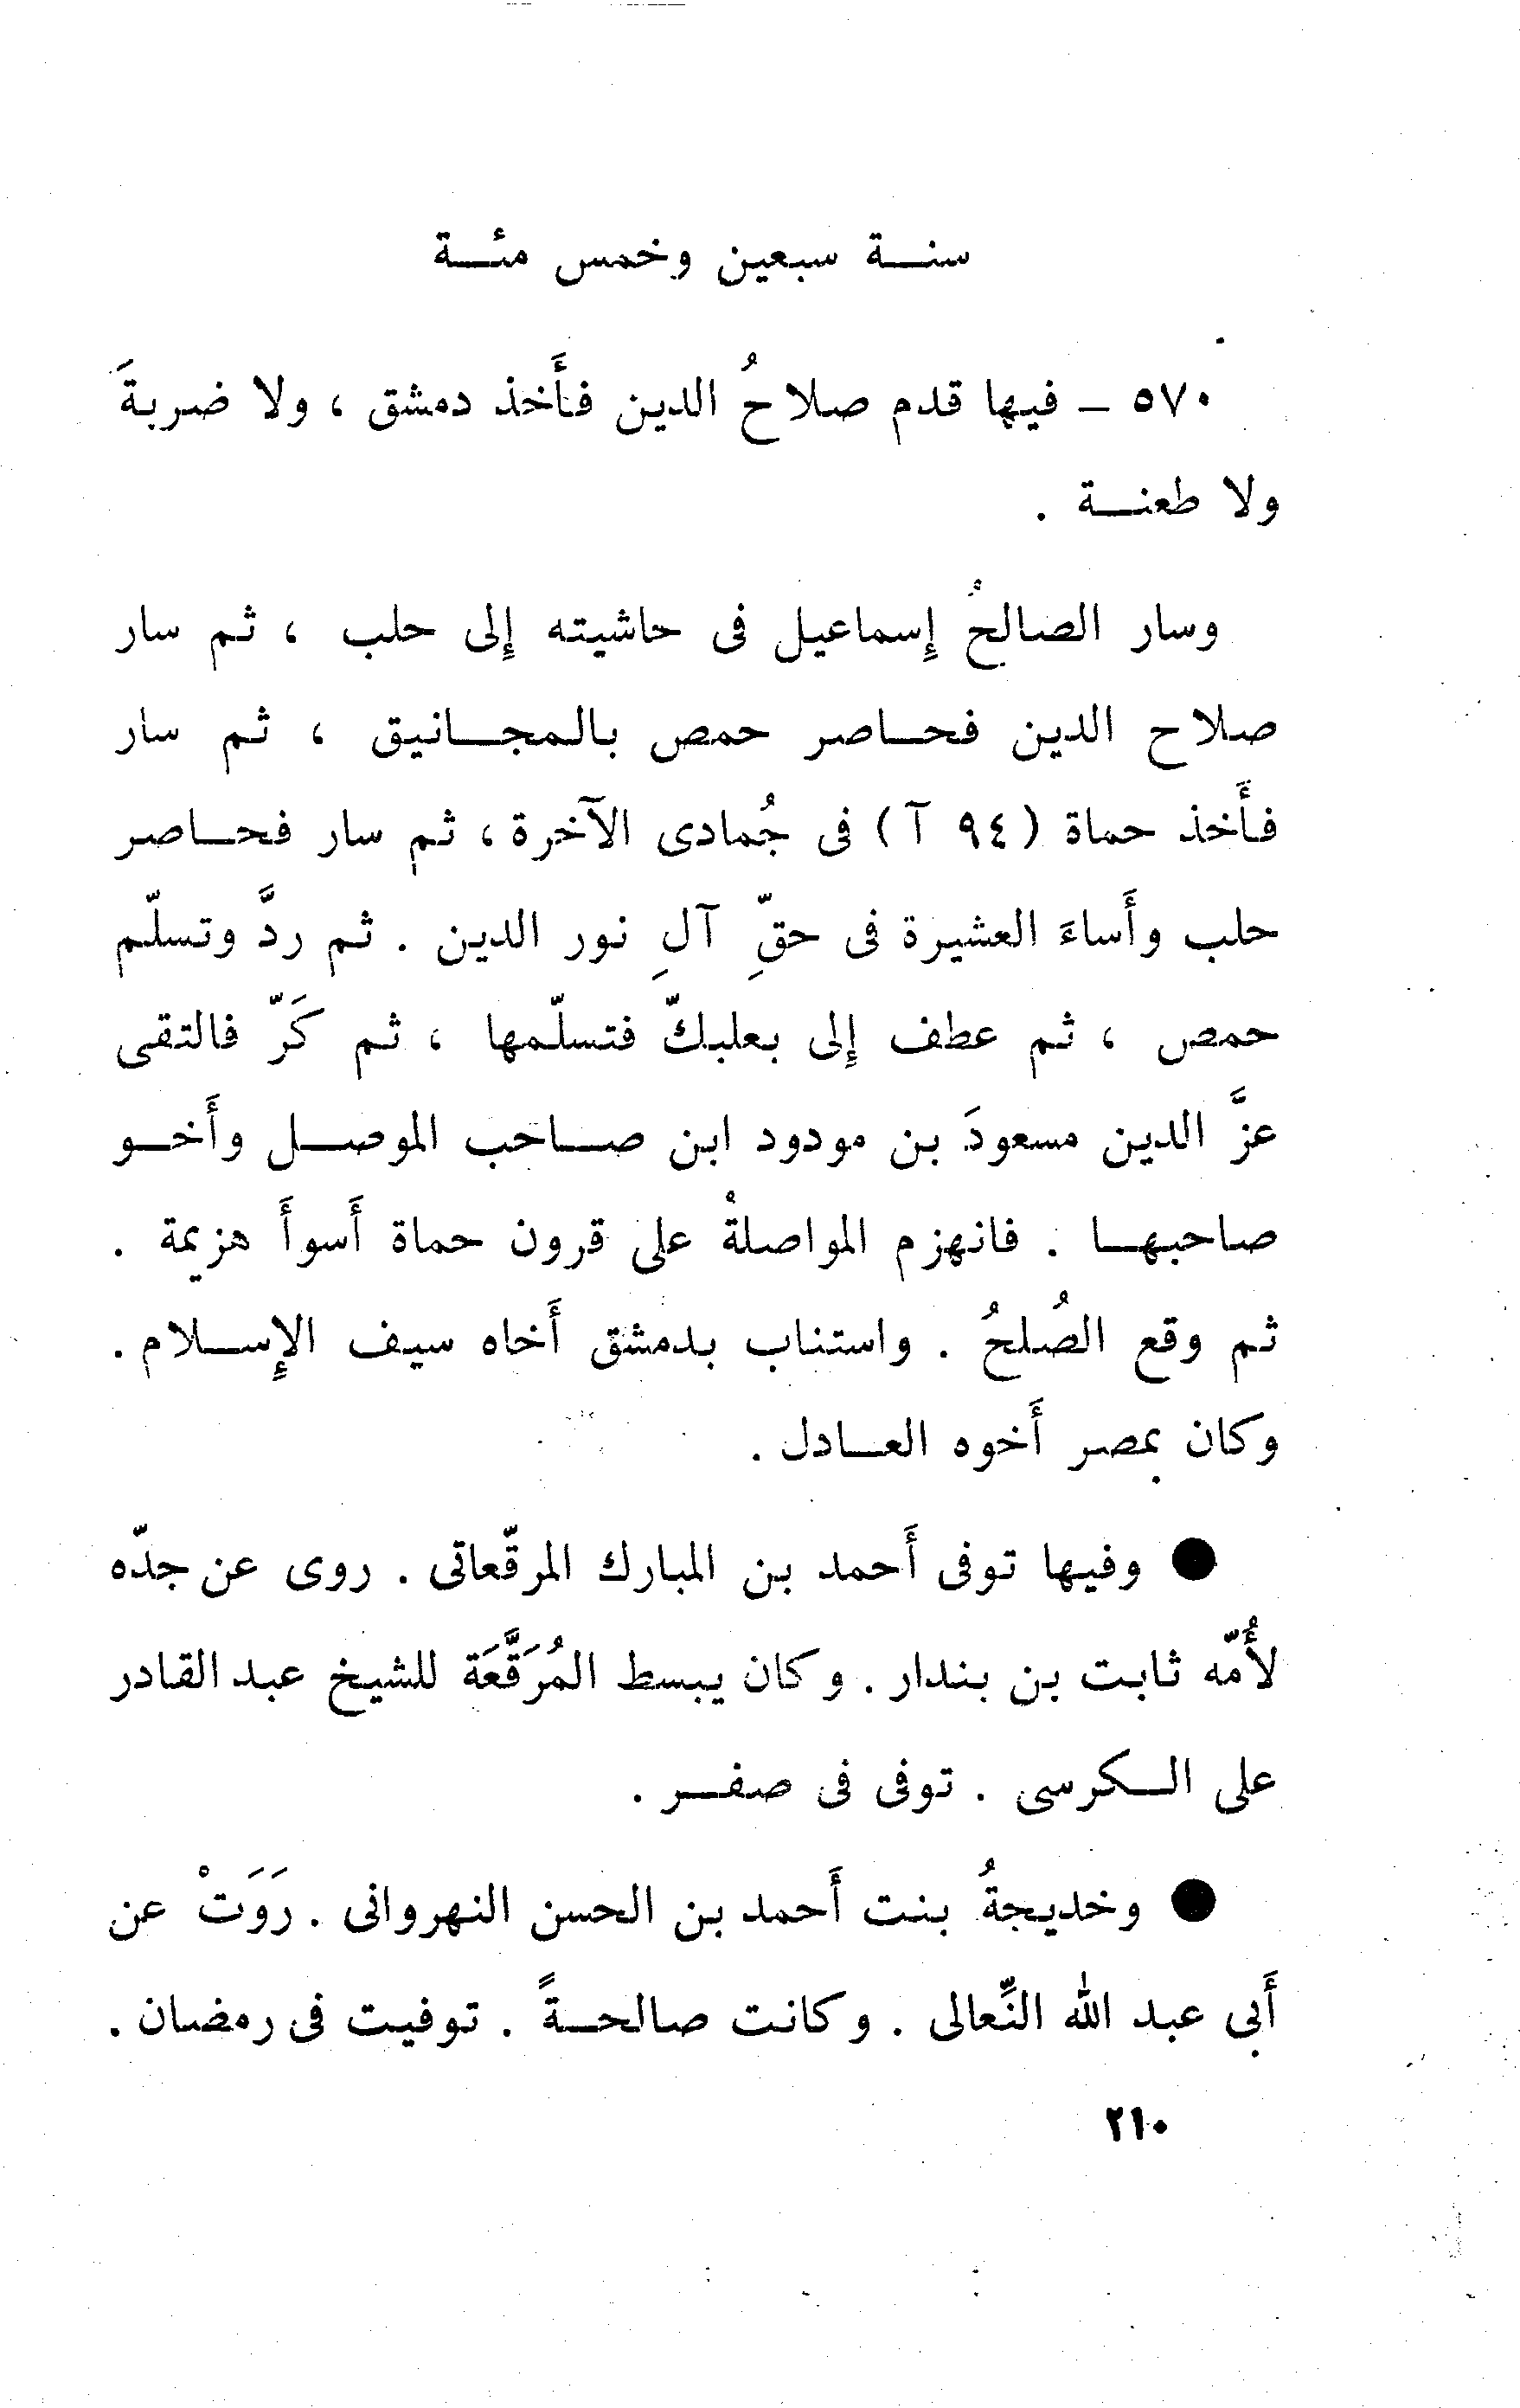 سنة سبعين وخمس مئة
٥٧٠ – فيها قدم صلاحُ الدين فأَخذ دمشق ، ولا ضربةَ
ولا طعنة .
وسار الصالحُ إسماعيل فى حاشيته إلى حلب ، ثم سار
صلاح الدين فحاصر حمص بالمجانيق ، ثم سار
فأَخذ حماة (٩٤ آ) فى جُمادى الآخرة ، ثم سار فحاصر
حلب وأَساءَ العشيرة فى حقِّ آلِ نور الدين . ثم ردَّ وتسلّم
حمص ، ثم عطف إلى بعلبكّ فتسلّمها ، ثم كَرّ فالتقى
عزَّ الدين مسعودَ بن مودود ابن صاحب الموصل وأَخو
صاحبها . فانهزم المواصلةُ على قرون حماة أَسوأَ هزيمة .
ثم وقع الصُلحُ . واستناب بدمشق أَخاه سيف الإسلام .
وكان بمصر أَخوه العادل .
● وفيها توفى أَحمد بن المبارك المرقّعاتى . روى عن جدّه
لأُمّه ثابت بن بندار . وكان يبسط المُرَقَّعَة للشيخ عبد القادر
على الكرسى . توفى فى صفر .
● وخديجةُ بنت أَحمد بن الحسن النهروانى . رَوَتْ عن
أَبى عبد الله النِّعالى . وكانت صالحةً . توفيت فى رمضان .
٢١٠